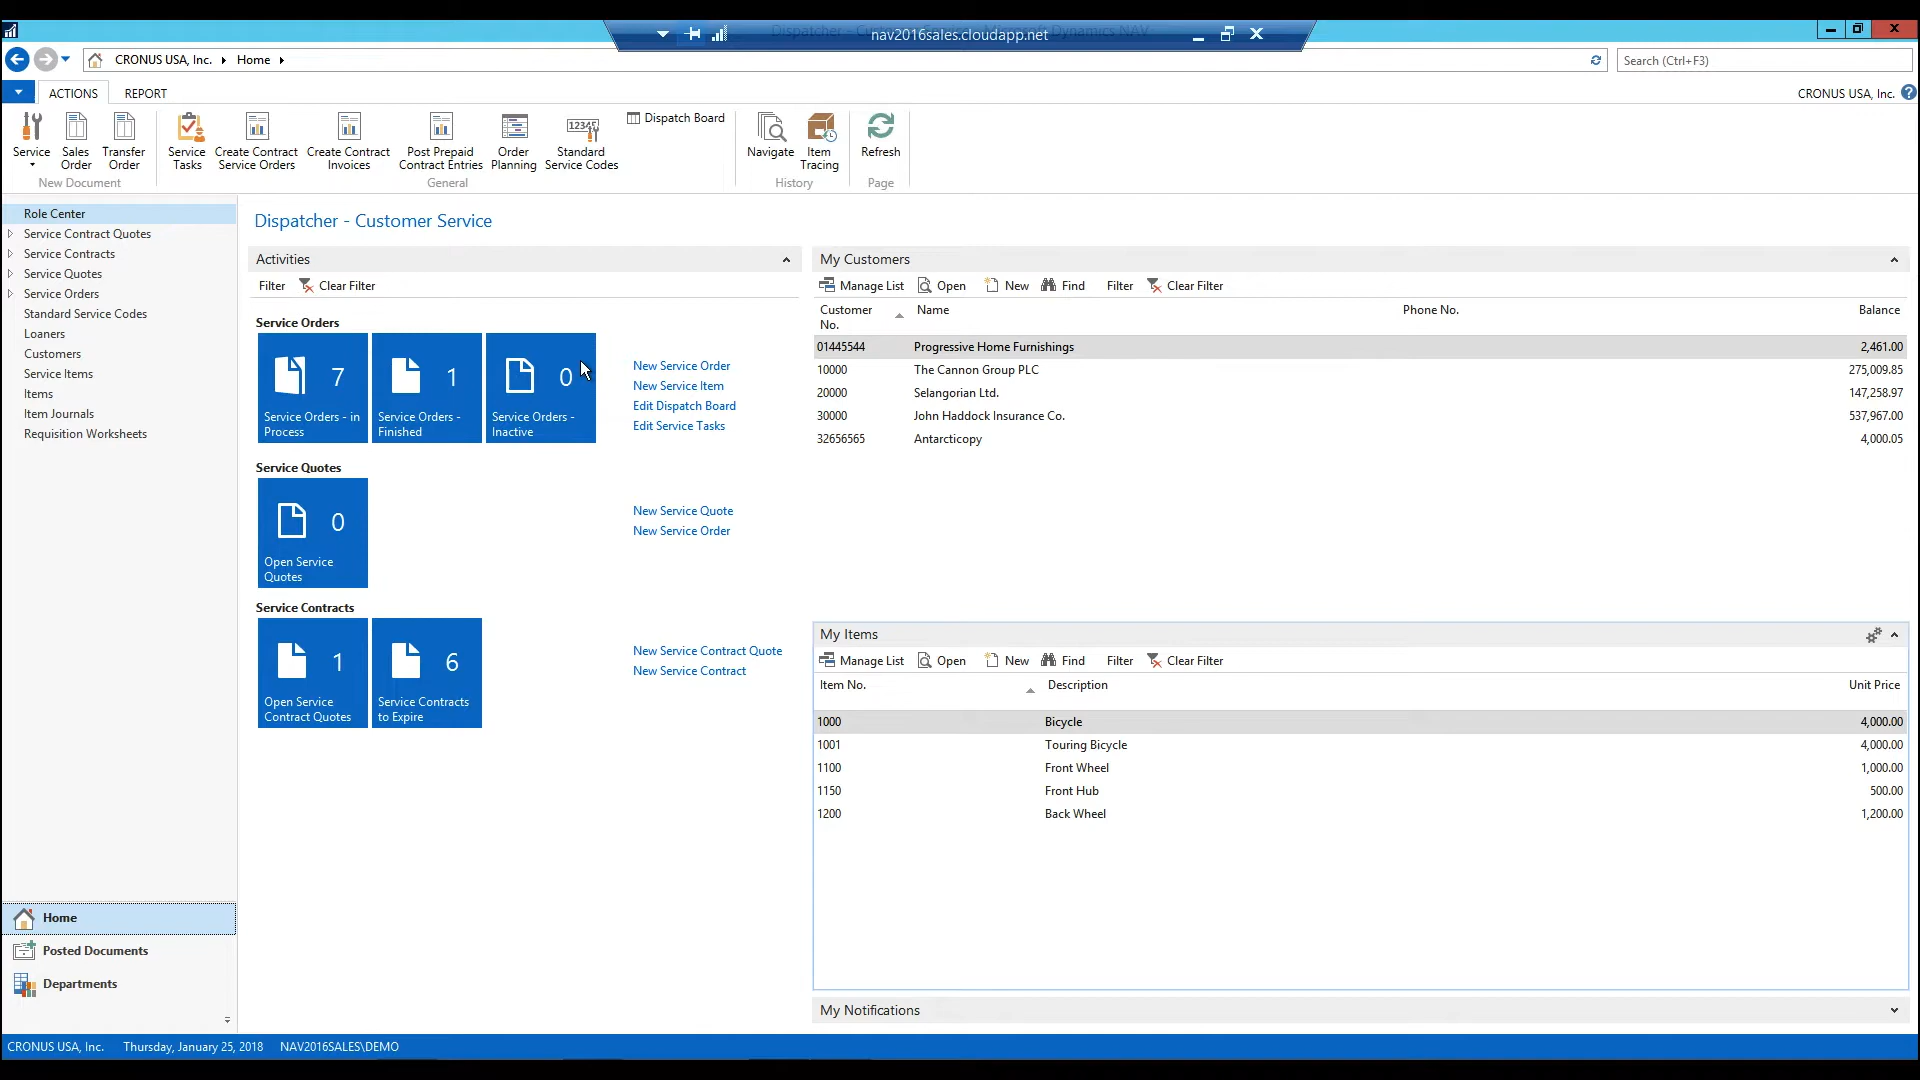 nav2016sales.cloudapp.net
CRONUS USA, Inc. Home
Search (Ctrl+F3)
ACTIONS REPORT
CRONUS USA, Inc.
Service
Sales Order
Transfer Order
New Document
Service Tasks
Create Contract Service Orders
Create Contract Invoices
Post Prepaid Contract Entries
Order Planning
Standard Service Codes
Dispatch Board
General
Navigate
Item Tracing
History
Refresh
Page
Role Center
Service Contract Quotes
Service Contracts
Service Quotes
Service Orders
Standard Service Codes
Loaners
Customers
Service Items
Items
Item Journals
Requisition Worksheets
Home
Posted Documents
Departments
Dispatcher - Customer Service
Activities
Filter Clear Filter
Service Orders
7
Service Orders - in
Process
1
Service Orders -
Finished
0
Service Orders -
Inactive
New Service Order
New Service Item
Edit Dispatch Board
Edit Service Tasks
Service Quotes
0
Open Service
Quotes
New Service Quote
New Service Order
Service Contracts
1
Open Service
Contract Quotes
6
Service Contracts
to Expire
New Service Contract Quote
New Service Contract
My Customers
Manage List Open New Find Filter Clear Filter
Customer No. Name Phone No. Balance
01445544 Progressive Home Furnishings 2,461.00
10000 The Cannon Group PLC 275,009.85
20000 Selangorian Ltd. 147,258.97
30000 John Haddock Insurance Co. 537,967.00
32656565 Antarcticopy 4,000.05
My Items
Manage List Open New Find Filter Clear Filter
Item No. Description Unit Price
1000 Bicycle 4,000.00
1001 Touring Bicycle 4,000.00
1100 Front Wheel 1,000.00
1150 Front Hub 500.00
1200 Back Wheel 1,200.00
My Notifications
CRONUS USA, Inc. Thursday, January 25, 2018 NAV2016SALES\DEMO